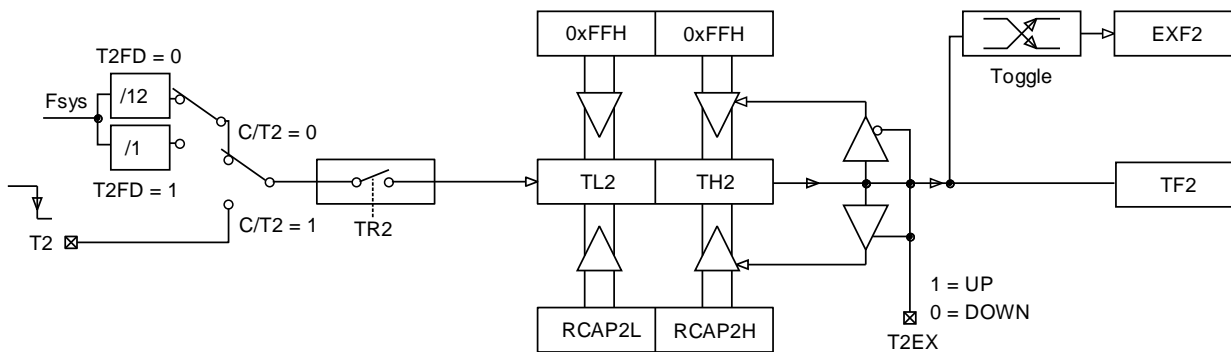 0xFFH 0xFFH EXF2
T2FD = 0
Toggle
/12
Fsys
C/T2 = 0
/1
TL2 TH2 TF2
T2FD = 1
C/T2 = 1
TR2
T2
1 = UP
0 = DOWN
RCAP2L RCAP2H
T2EX